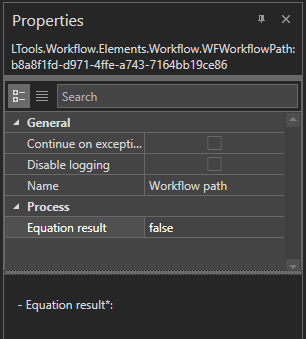 Properties
LTools.Workflow.Elements.Workflow.WFWorkflowPath:
b8a8f1fd-d971-4ffe-a743-7164bb19ce86
Search
General
Continue on excepti...
Disable logging
Name Workflow path
Process
Equation result false
- Equation result*: